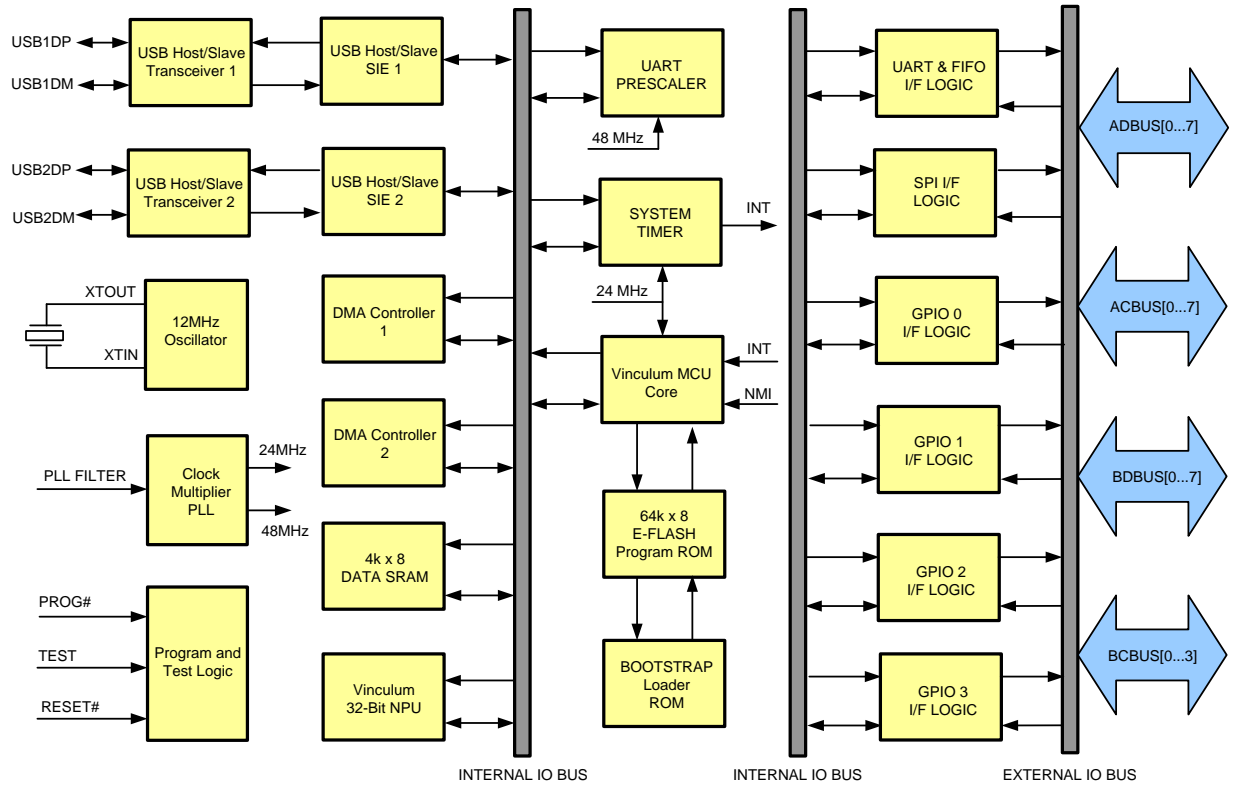 USB1DP
USB1DM
USB Host/Slave
Transceiver 1
USB Host/Slave
SIE 1
USB2DP
USB2DM
USB Host/Slave
Transceiver 2
USB Host/Slave
SIE 2
XTOUT
XTIN
12MHz
Oscillator
DMA Controller
1
PLL FILTER
Clock
Multiplier
PLL
24MHz
48MHz
DMA Controller
2
4k x 8
DATA SRAM
PROG#
TEST
RESET#
Program and
Test Logic
Vinculum
32-Bit NPU
INTERNAL IO BUS
UART
PRESCALER
48 MHz
SYSTEM
TIMER
INT
24 MHz
Vinculum MCU
Core
INT
NMI
64k x 8
E-FLASH
Program ROM
BOOTSTRAP
Loader
ROM
INTERNAL IO BUS
UART & FIFO
I/F LOGIC
SPI I/F
LOGIC
GPIO 0
I/F LOGIC
GPIO 1
I/F LOGIC
GPIO 2
I/F LOGIC
GPIO 3
I/F LOGIC
EXTERNAL IO BUS
ADBUS[0...7]
ACBUS[0...7]
BDBUS[0...7]
BCBUS[0...3]